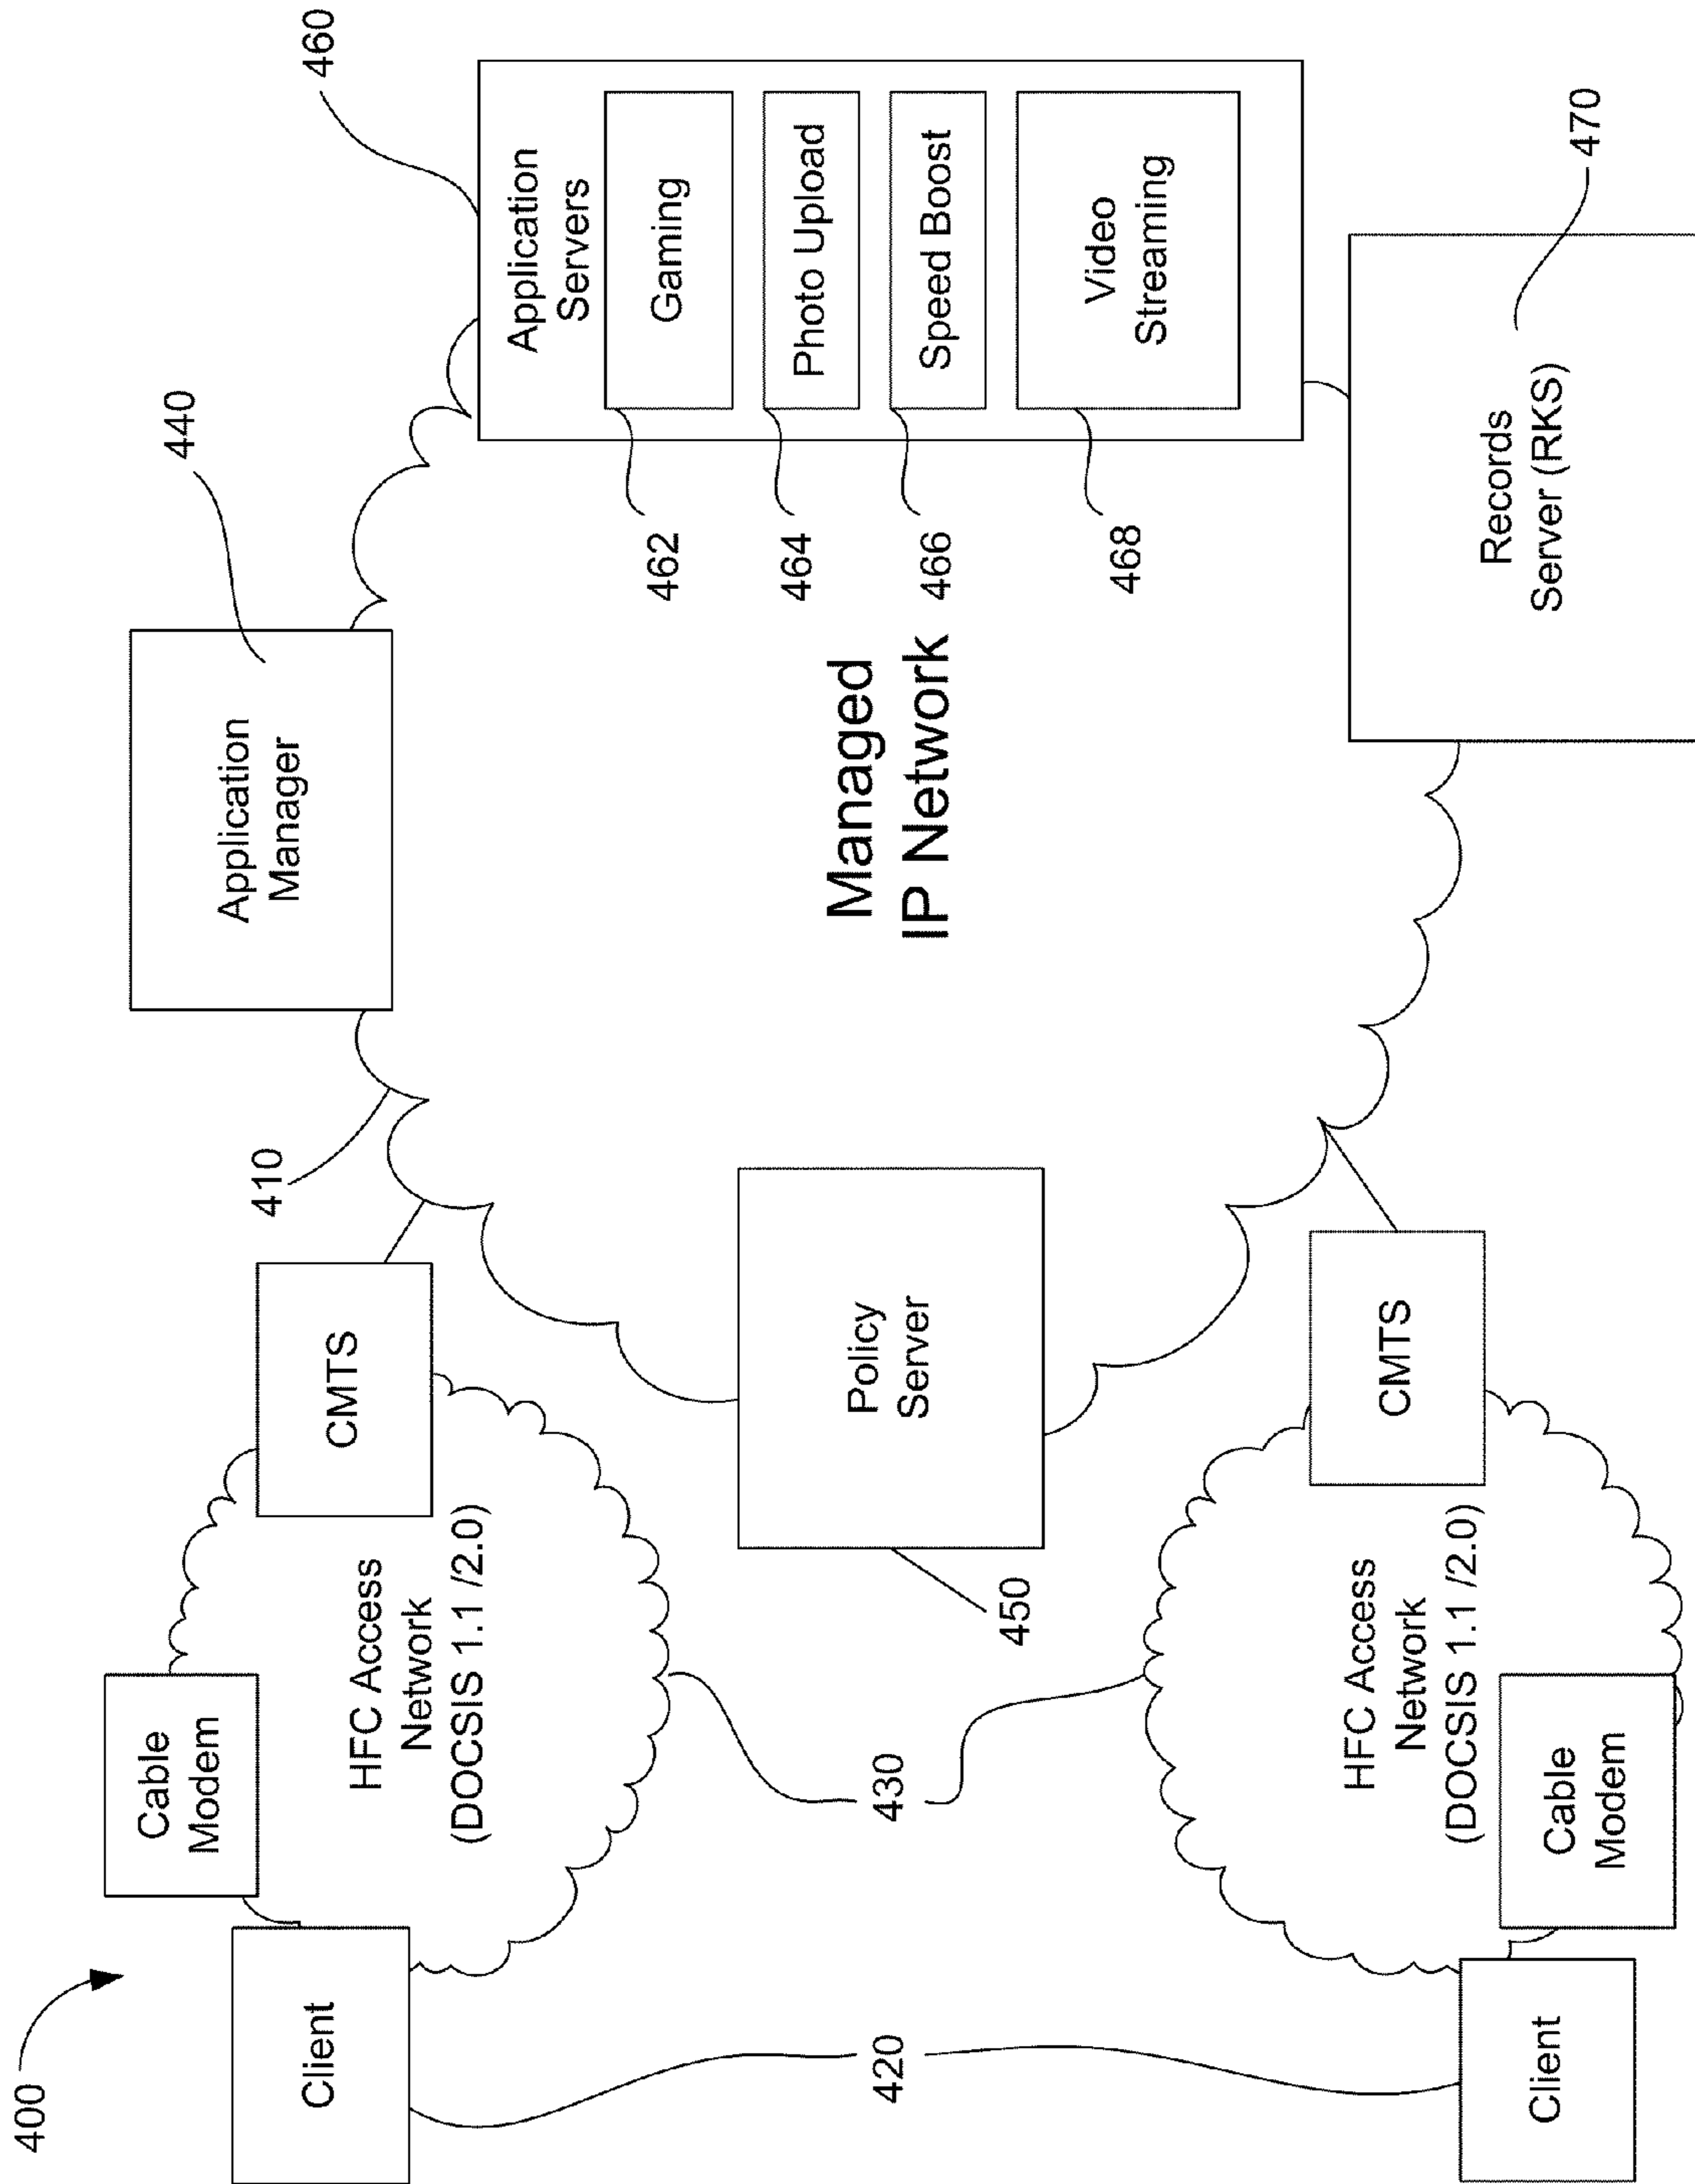 400
Client
Cable
Modem
HFC Access
Network
(DOCSIS 1.1 /2.0)
CMTS
410
Application
Manager
440
460
Application
Servers
Gaming
Photo Upload
Speed Boost
Video
Streaming
462
464
466
468
Managed
IP Network
Policy
Server
450
430
420
Client
Cable
Modem
HFC Access
Network
(DOCSIS 1.1 /2.0)
CMTS
Records
Server (RKS)
470